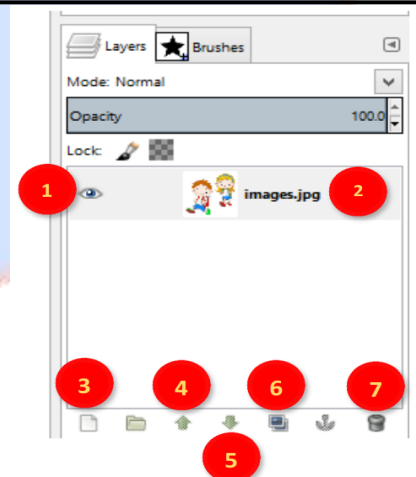 Layers Brushes
Mode: Normal
Opacity 100.0
Lock:
1 images.jpg 2
3 4 6 7
5